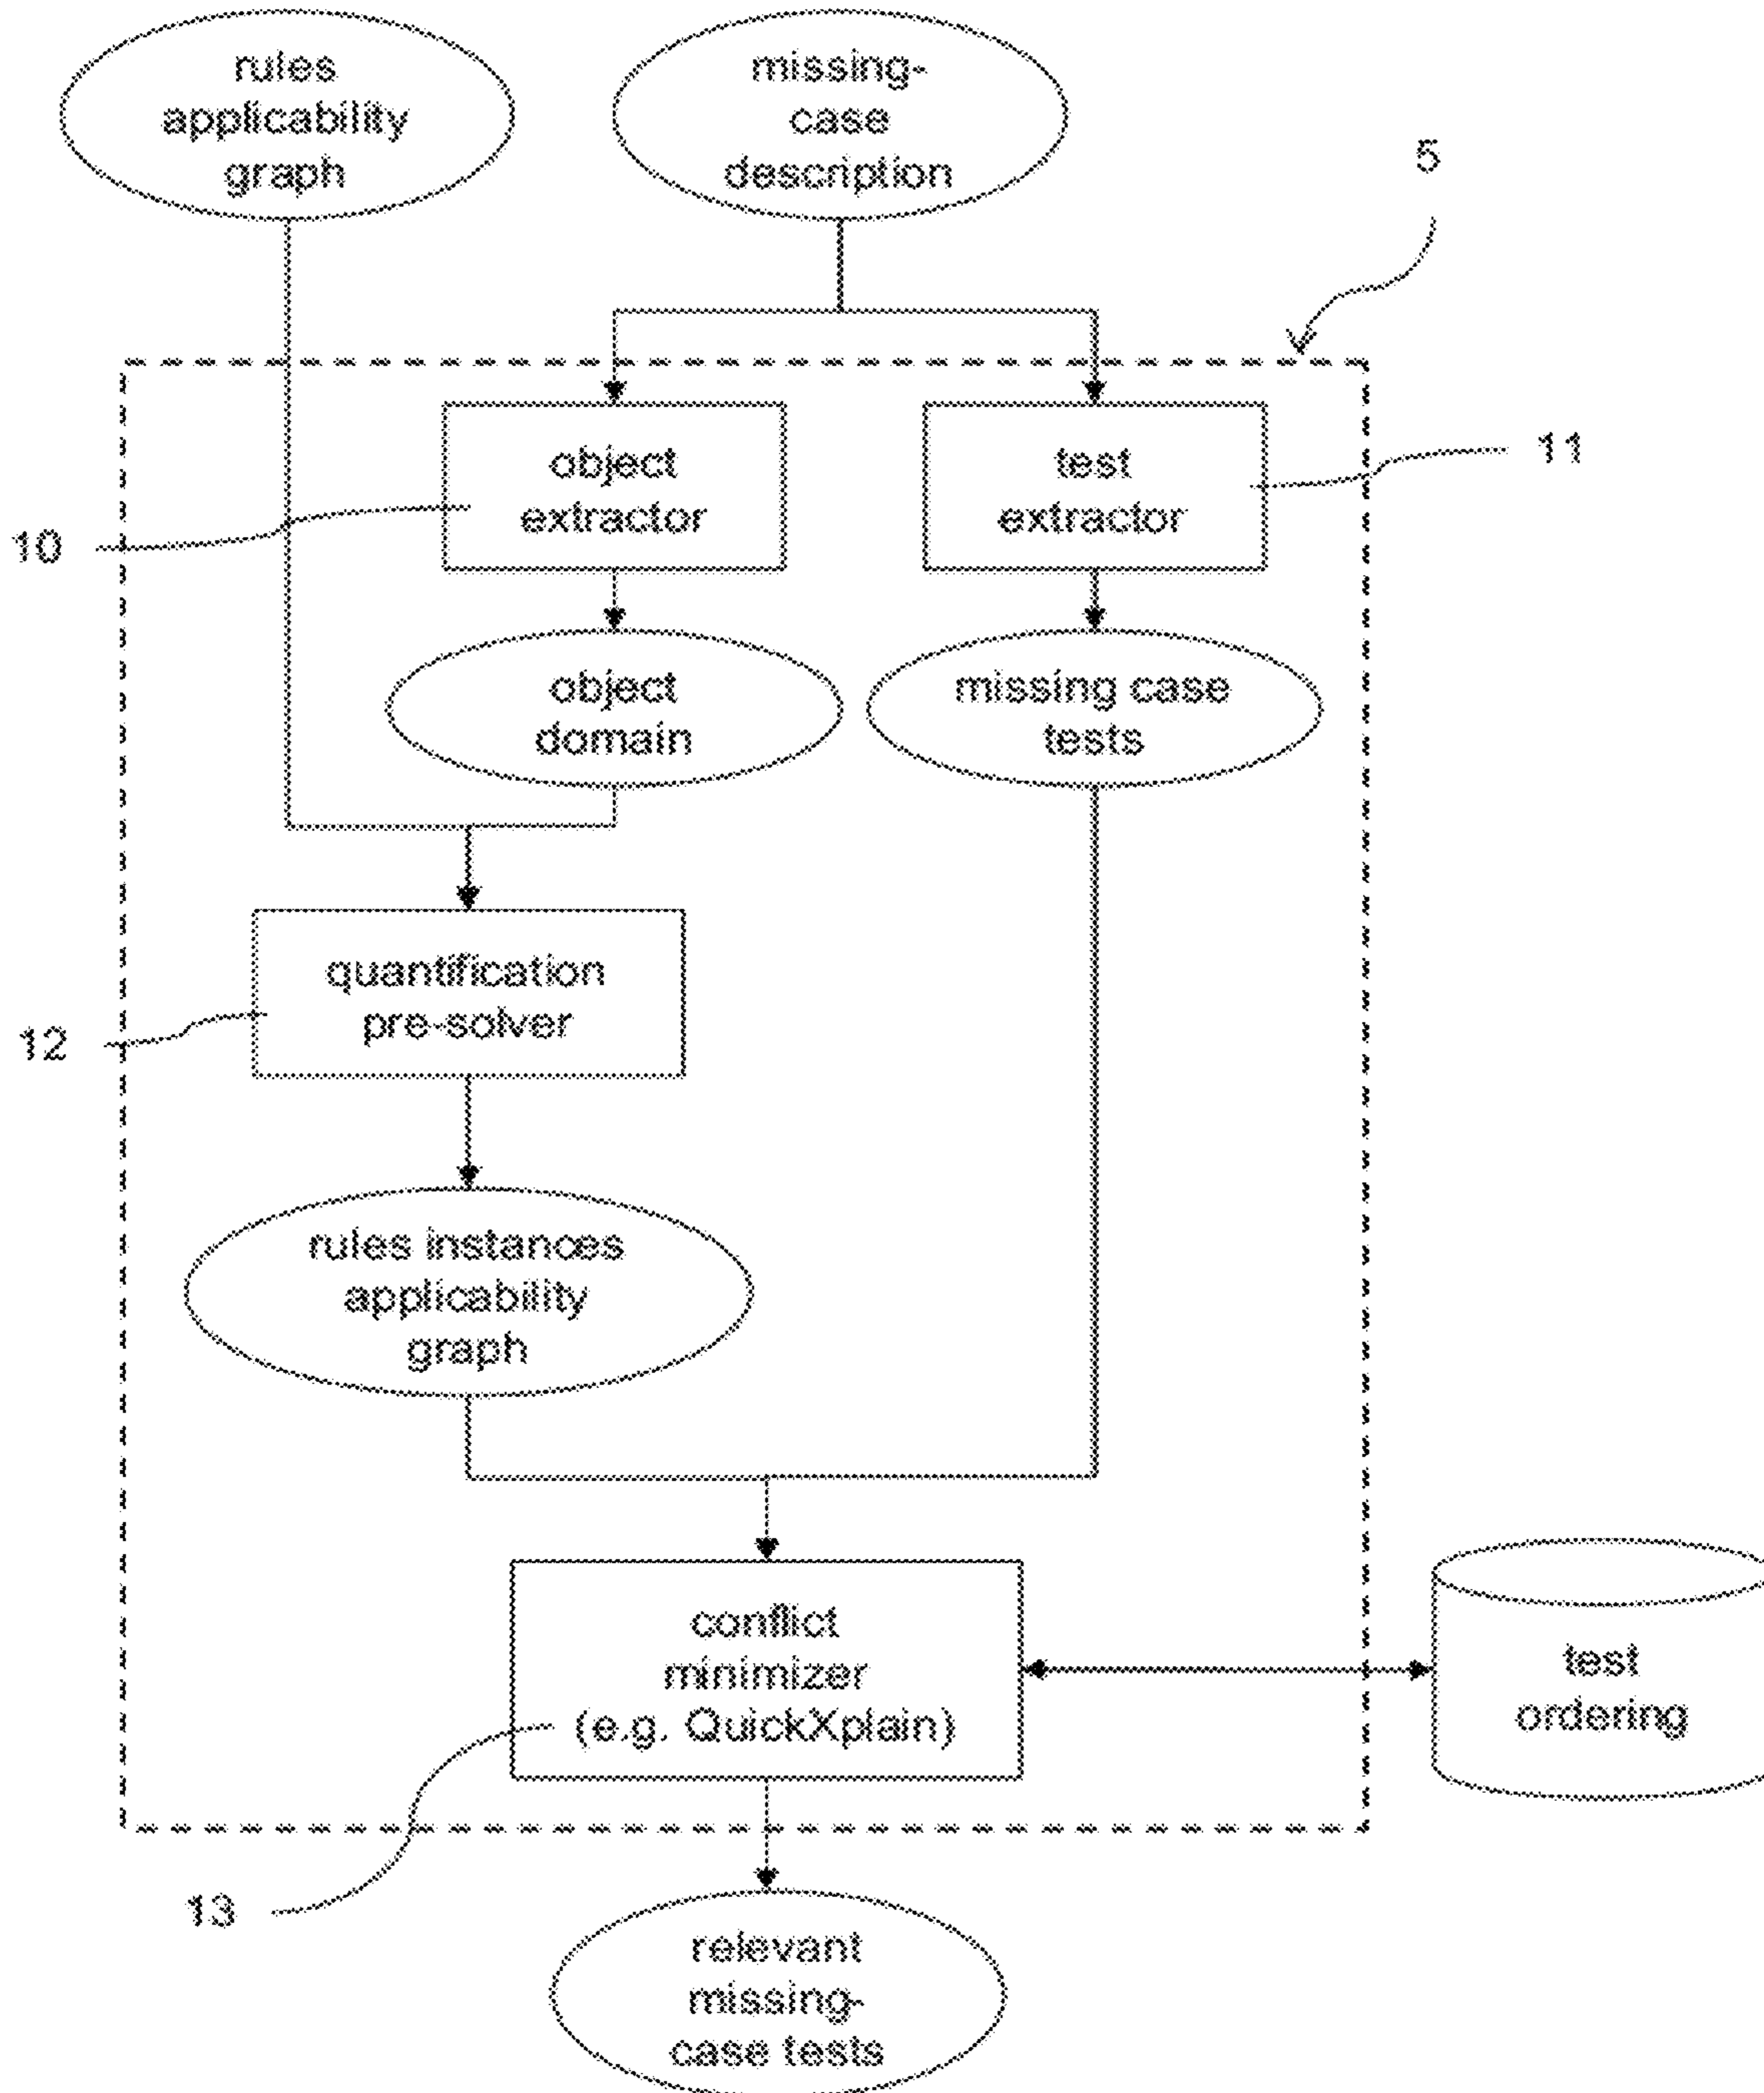 rules
applicability
graph
missing-
case
description
5
object
extractor
test
extractor
11
10
object
domain
missing case
tests
quantification
pre-solver
12
rules instances
applicability
graph
conflict
minimizer
(e.g. QuickXplain)
test
ordering
13
relevant
missing-
case tests